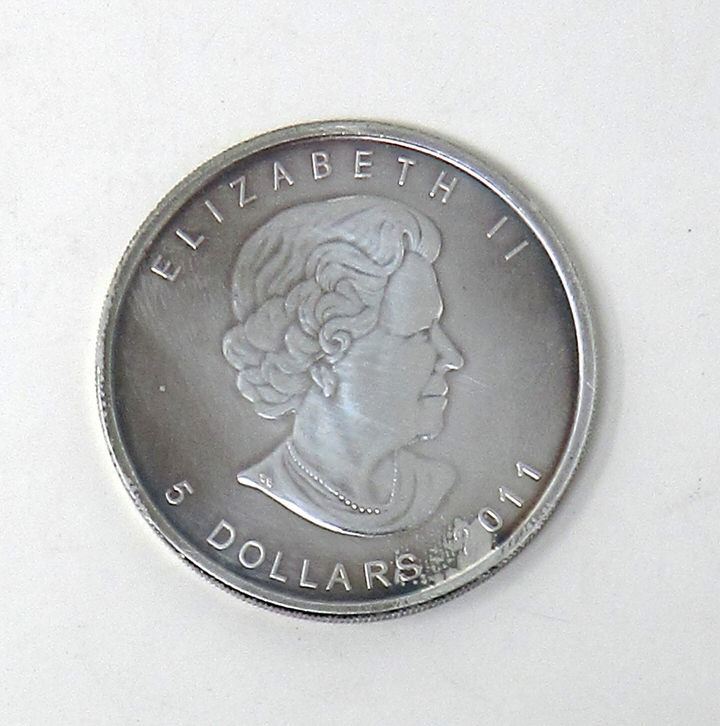 ELIZABETH II
5 DOLLARS 2011